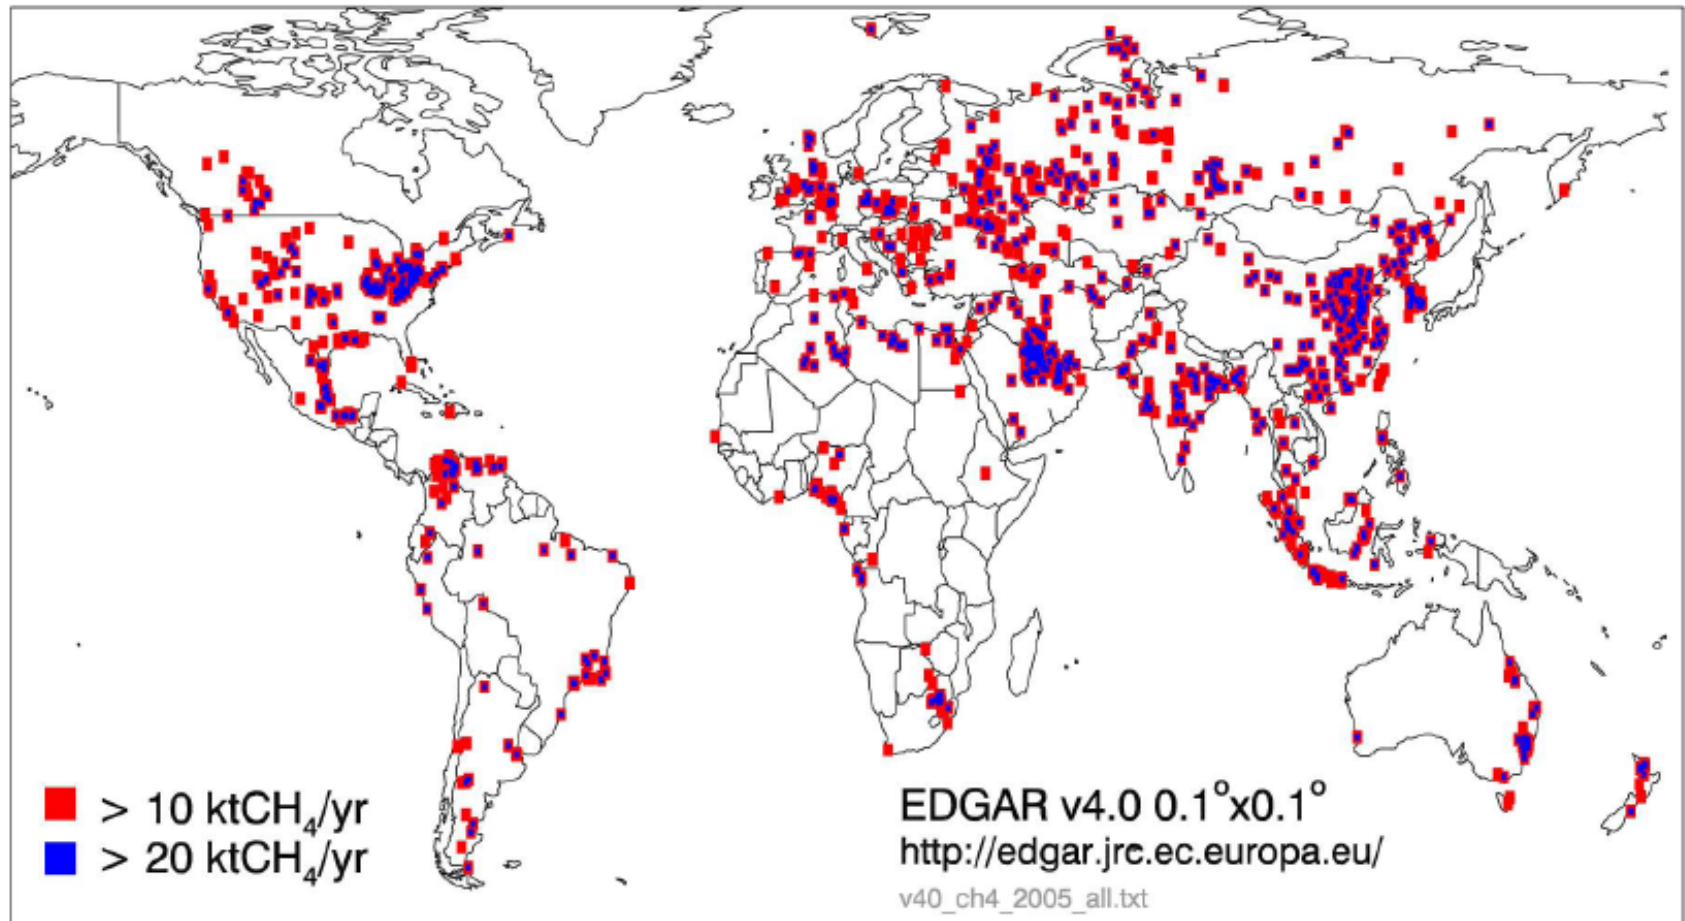 > 10 ktCH₄/yr
> 20 ktCH₄/yr
EDGAR v4.0 0.1°x0.1°
http://edgar.jrc.ec.europa.eu/
v40_ch4_2005_all.txt